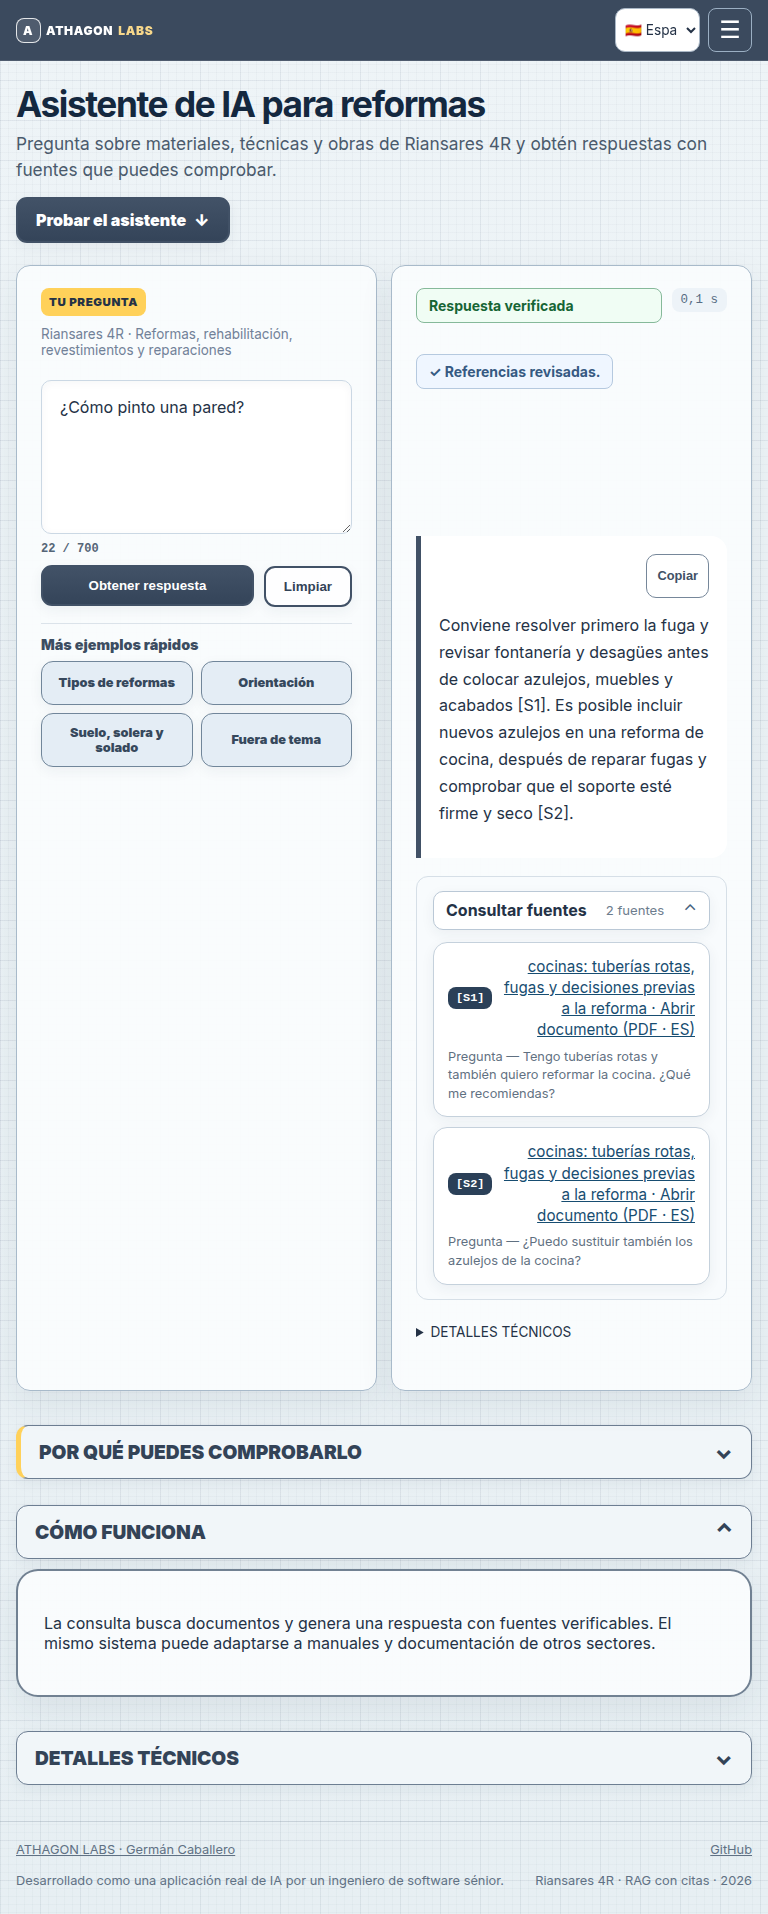 A ATHAGON LABS
🇪🇸 Espa
Asistente de IA para reformas
Pregunta sobre materiales, técnicas y obras de Riansares 4R y obtén respuestas con
fuentes que puedes comprobar.
Probar el asistente ↓
TU PREGUNTA
Riansares 4R · Reformas, rehabilitación,
revestimientos y reparaciones
¿Cómo pinto una pared?
22 / 700
Obtener respuesta
Limpiar
Más ejemplos rápidos
Tipos de reformas
Orientación
Suelo, solera y
solado
Fuera de tema
Respuesta verificada
0,1 s
✓ Referencias revisadas.
Copiar
Conviene resolver primero la fuga y
revisar fontanería y desagües antes
de colocar azulejos, muebles y
acabados [S1]. Es posible incluir
nuevos azulejos en una reforma de
cocina, después de reparar fugas y
comprobar que el soporte esté
firme y seco [S2].
Consultar fuentes 2 fuentes
[S1]
cocinas: tuberías rotas,
fugas y decisiones previas
a la reforma · Abrir
documento (PDF · ES)
Pregunta — Tengo tuberías rotas y
también quiero reformar la cocina. ¿Qué
me recomiendas?
[S2]
cocinas: tuberías rotas,
fugas y decisiones previas
a la reforma · Abrir
documento (PDF · ES)
Pregunta — ¿Puedo sustituir también los
azulejos de la cocina?
DETALLES TÉCNICOS
POR QUÉ PUEDES COMPROBARLO
CÓMO FUNCIONA
La consulta busca documentos y genera una respuesta con fuentes verificables. El
mismo sistema puede adaptarse a manuales y documentación de otros sectores.
DETALLES TÉCNICOS
ATHAGON LABS · Germán Caballero
GitHub
Desarrollado como una aplicación real de IA por un ingeniero de software sénior.
Riansares 4R · RAG con citas · 2026